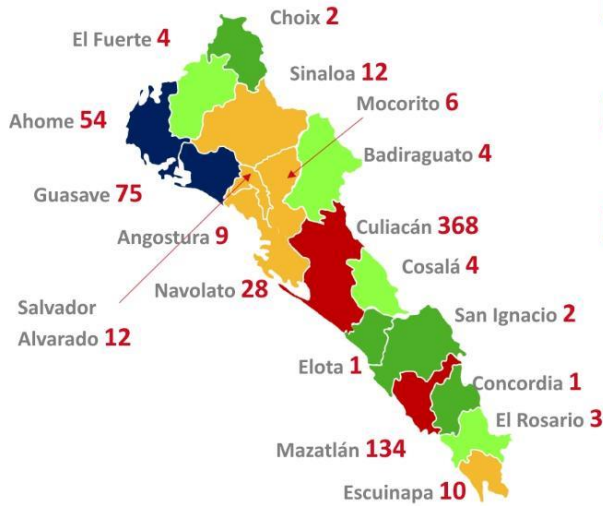 Choix 2
El Fuerte 4
Sinaloa 12
Mocorito 6
Ahome 54
Badiraguato 4
Guasave 75
Culiacán 368
Angostura 9
Cosalá 4
Navolato 28
Salvador
Alvarado 12
San Ignacio 2
Elota 1
Concordia 1
El Rosario 3
Mazatlán 134
Escuinapa 10